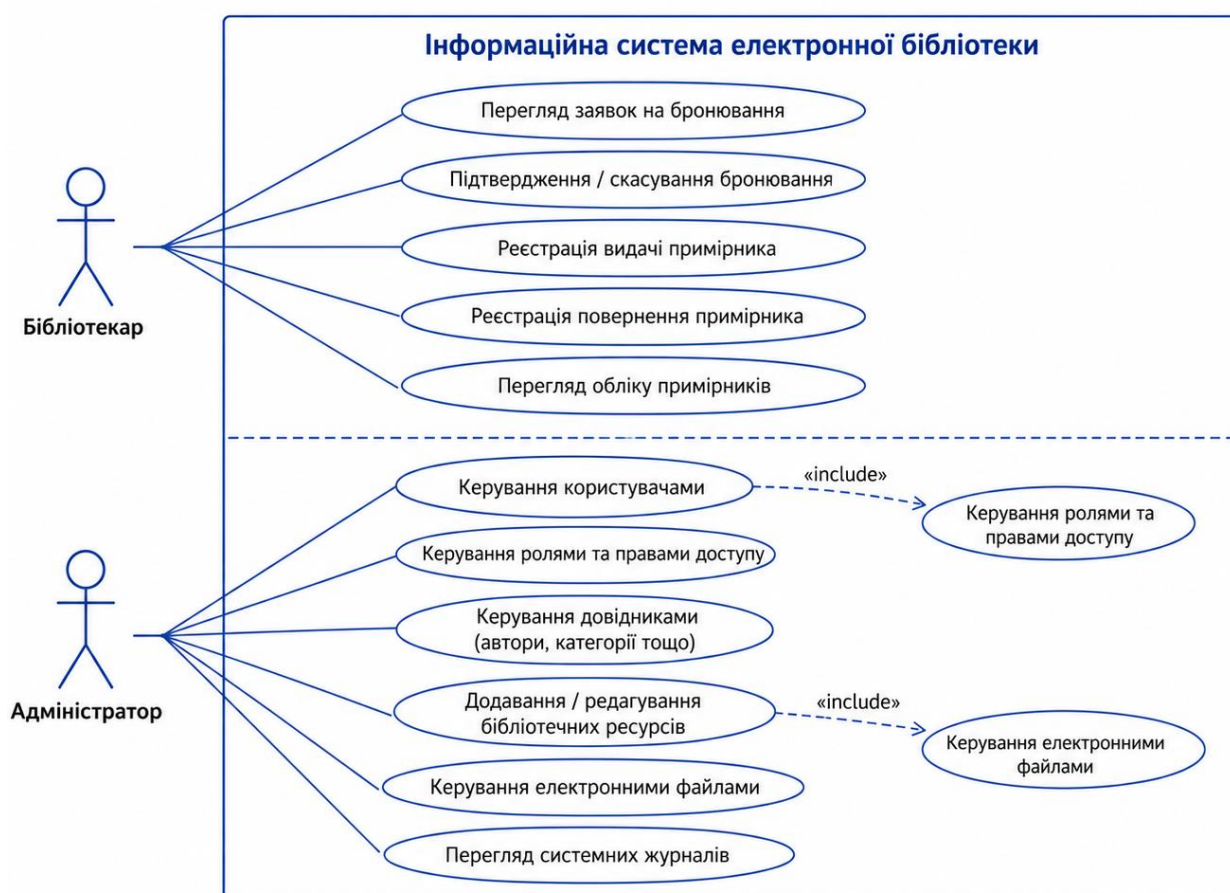 Інформаційна система електронної бібліотеки
Перегляд заявок на бронювання
Підтвердження / скасування бронювання
Реєстрація видачі примірника
Реєстрація повернення примірника
Перегляд обліку примірників
Бібліотекар
Керування користувачами
«include»
Керування ролями та
правами доступу
Керування ролями та правами доступу
Керування довідниками
(автори, категорії тощо)
Адміністратор
Додавання / редагування
бібліотечних ресурсів
«include»
Керування електронними
файлами
Керування електронними файлами
Перегляд системних журналів